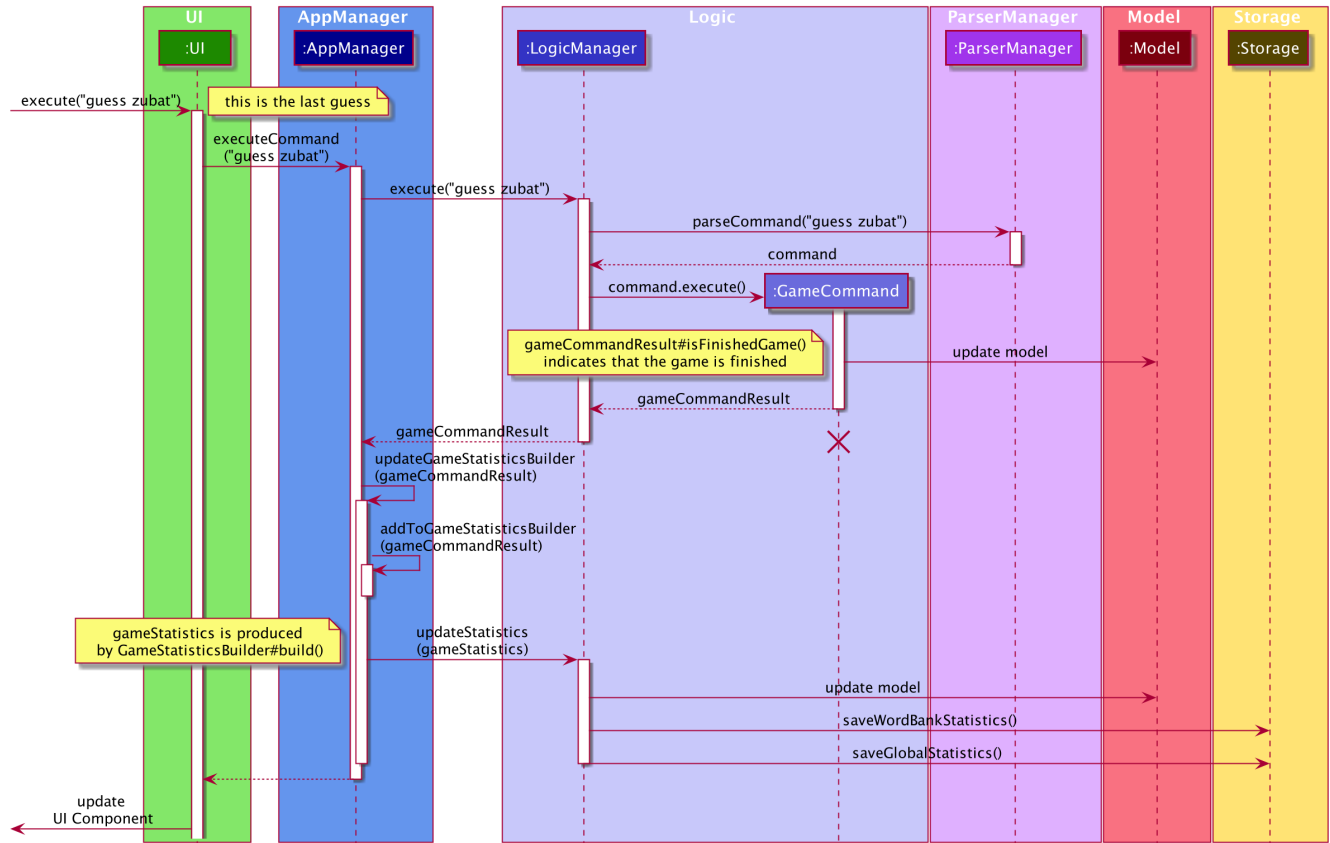 UI
AppManager
Logic
ParserManager
Model
Storage
:UI
:AppManager
:LogicManager
:ParserManager
:Model
:Storage
execute("guess zubat")
this is the last guess
executeCommand
("guess zubat")
execute("guess zubat")
parseCommand("guess zubat")
command
command.execute()
:GameCommand
gameCommandResult#isFinishedGame()
indicates that the game is finished
update model
gameCommandResult
gameCommandResult
updateGameStatisticsBuilder
(gameCommandResult)
addToGameStatisticsBuilder
(gameCommandResult)
gameStatistics is produced
by GameStatisticsBuilder#build()
updateStatistics
(gameStatistics)
update model
saveWordBankStatistics()
saveGlobalStatistics()
update
UI Component